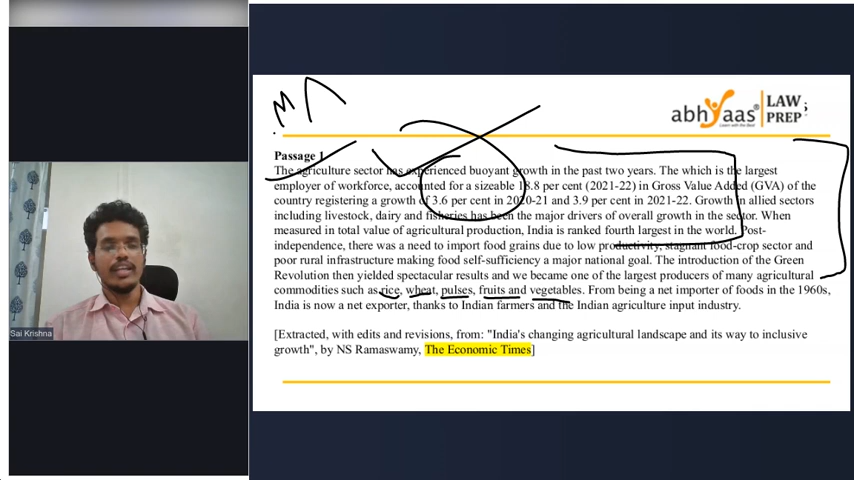 M
abhyaas®
Learn with the Best
LAW
PREP
Passage 1
The agriculture sector has experienced buoyant growth in the past two years. The which is the largest
employer of workforce, accounted for a sizeable 18.8 per cent (2021-22) in Gross Value Added (GVA) of the
country registering a growth of 3.6 per cent in 2020-21 and 3.9 per cent in 2021-22. Growth in allied sectors
including livestock, dairy and fisheries has been the major drivers of overall growth in the sector. When
measured in total value of agricultural production, India is ranked fourth largest in the world. Post-
independence, there was a need to import food grains due to low productivity, stagnant food-crop sector and
poor rural infrastructure making food self-sufficiency a major national goal. The introduction of the Green
Revolution then yielded spectacular results and we became one of the largest producers of many agricultural
commodities such as rice, wheat, pulses, fruits and vegetables. From being a net importer of foods in the 1960s,
India is now a net exporter, thanks to Indian farmers and the Indian agriculture input industry.
[Extracted, with edits and revisions, from: "India's changing agricultural landscape and its way to inclusive
growth", by NS Ramaswamy, The Economic Times]
Sai Krishna